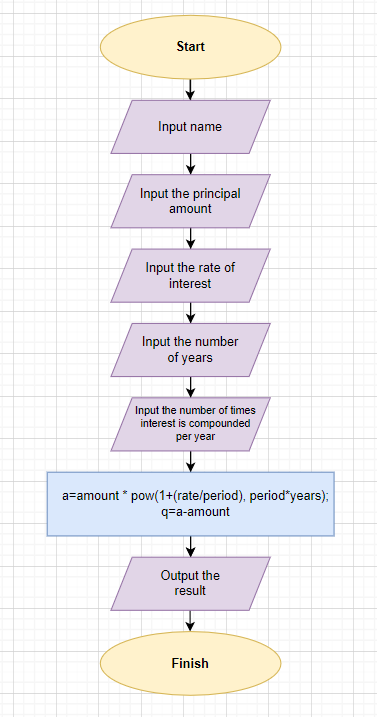 Start
Input name
Input the principal
amount
Input the rate of
interest
Input the number
of years
Input the number of times
interest is compounded
per year
a=amount * pow(1+(rate/period), period*years);
q=a-amount
Output the
result
Finish